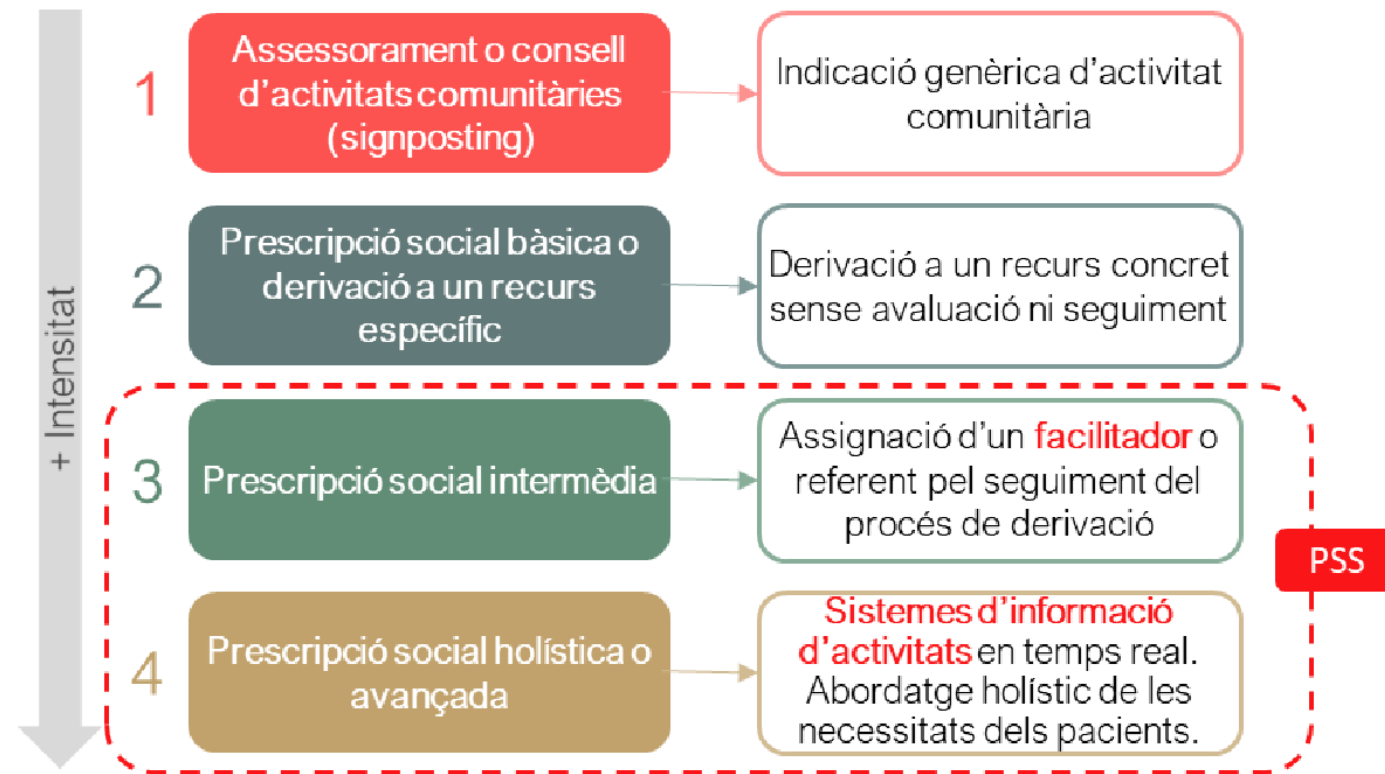 + Intensitat
1
Assessorament o consell
d'activitats comunitàries
(signposting)
Indicació genèrica d'activitat
comunitària
2
Prescripció social bàsica o
derivació a un recurs
específic
Derivació a un recurs concret
sense avaluació ni seguiment
3
Prescripció social intermèdia
Assignació d'un facilitador o
referent pel seguiment del
procés de derivació
PSS
4
Prescripció social holística o
avançada
Sistemes d'informació
d'activitats en temps real.
Abordatge holístic de les
necessitats dels pacients.